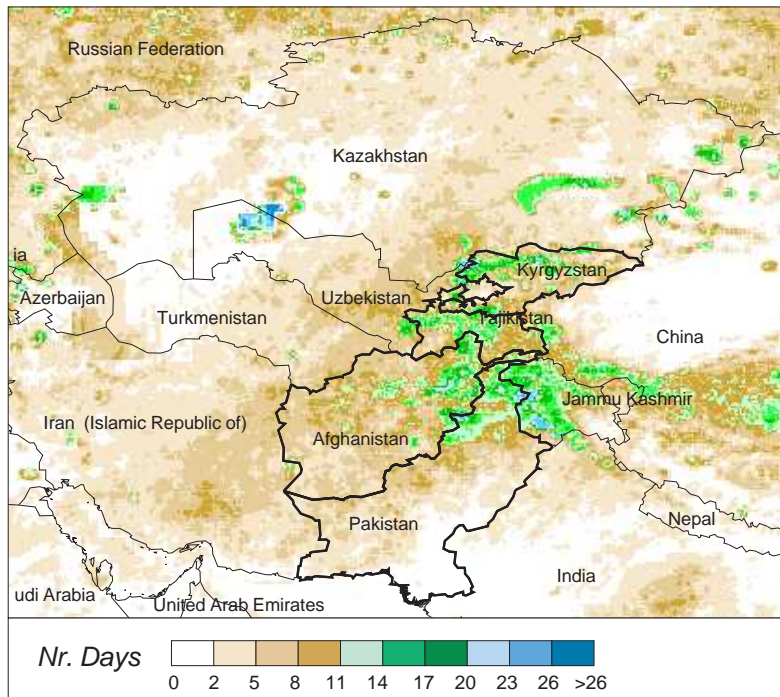 Russian Federation
Kazakhstan
ia
Kyrgyzstan
Azerbaijan
Uzbekistan
Turkmenistan
Tajikistan
China
Jammu Kashmir
Iran (Islamic Republic of)
Afghanistan
Pakistan
Nepal
India
udi Arabia
United Arab Emirates
Nr. Days
0 2 5 8 11 14 17 20 23 26 >26